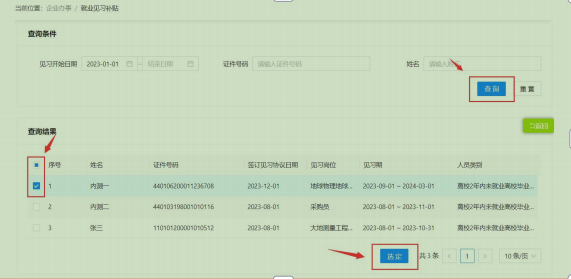 当前位置: 企业办事 / 就业见习补贴
查询条件
见习开始日期 2023-01-01 - 结束日期 证件号码 请输入证件号码 姓名 请输入姓名
查询 重置
返回
查询结果
序号 姓名 证件号码 签订见习协议日期 见习岗位 见习期 人员类别
1 内测一 440106200011236708 2023-12-01 地球物理地球... 2023-09-01 ~ 2024-03-01 离校2年内未就业高校毕业...
2 内测二 440103198001010116 2023-08-01 采购员 2023-08-01 ~ 2023-11-01 离校2年内未就业高校毕业...
3 张三 110101200001010512 2023-08-01 大地测量工程... 2023-08-01 ~ 2023-10-31 离校2年内未就业高校毕业...
选定 共 3 条 < 1 > 10 条/页